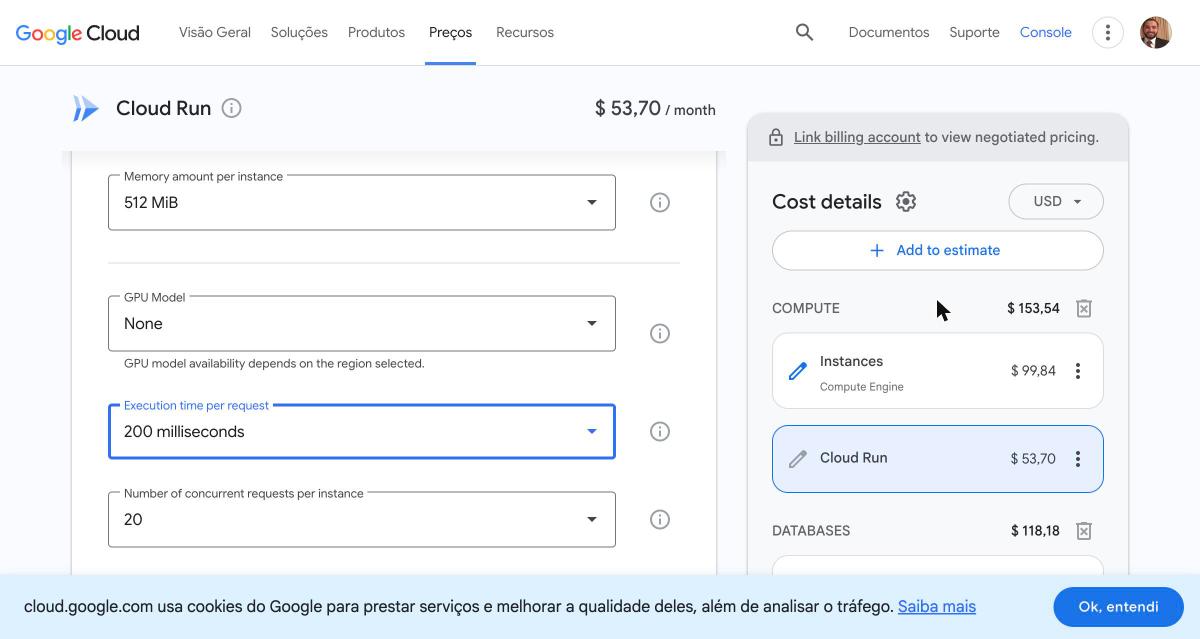 Google Cloud
Visão Geral
Soluções
Produtos
Preços
Recursos
Documentos
Suporte
Console
Cloud Run
$ 53,70 / month
Memory amount per instance
512 MiB
GPU Model
None
GPU model availability depends on the region selected.
Execution time per request
200 milliseconds
Number of concurrent requests per instance
20
Link billing account to view negotiated pricing.
Cost details
USD
+ Add to estimate
COMPUTE
$ 153,54
Instances
Compute Engine
$ 99,84
Cloud Run
$ 53,70
DATABASES
$ 118,18
cloud.google.com usa cookies do Google para prestar serviços e melhorar a qualidade deles, além de analisar o tráfego. Saiba mais
Ok, entendi